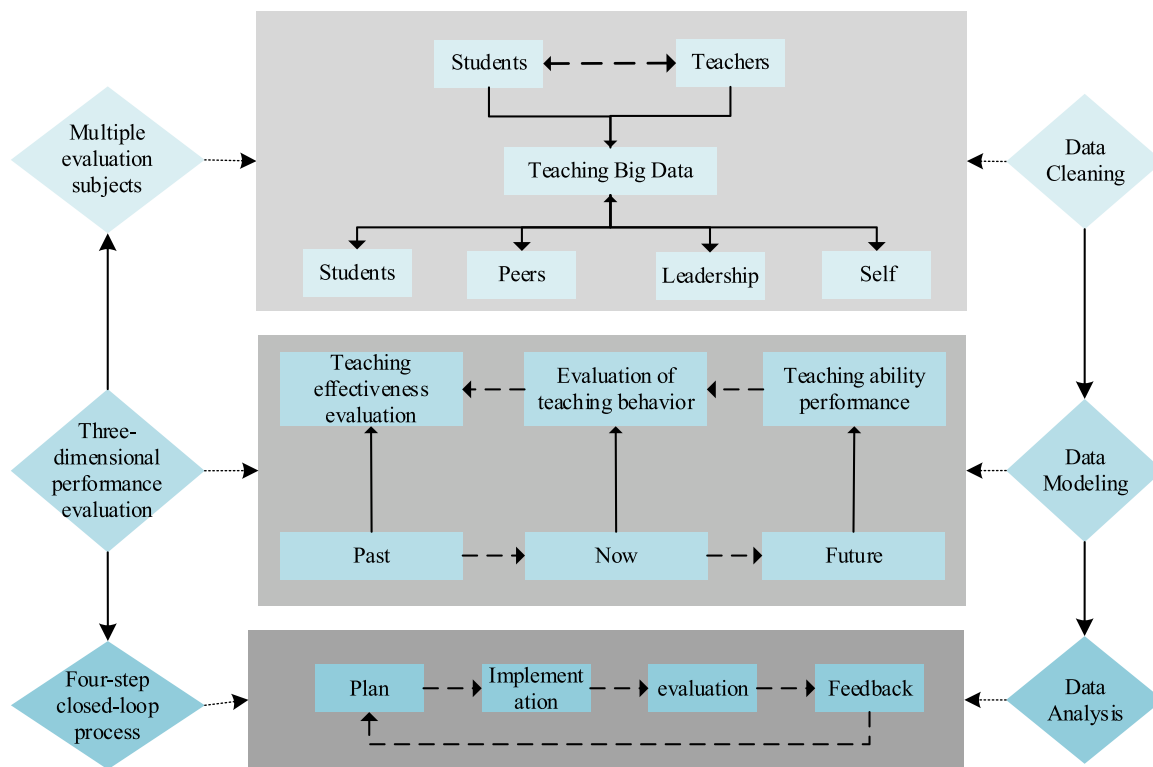 Students
Teachers
Multiple
evaluation
subjects
Data
Cleaning
Teaching Big Data
Students
Peers
Leadership
Self
Teaching
effectiveness
evaluation
Evaluation of
teaching behavior
Teaching ability
performance
Three-
dimensional
performance
evaluation
Data
Modeling
Past
Now
Future
Four-step
closed-loop
process
Plan
Implement
ation
evaluation
Feedback
Data
Analysis